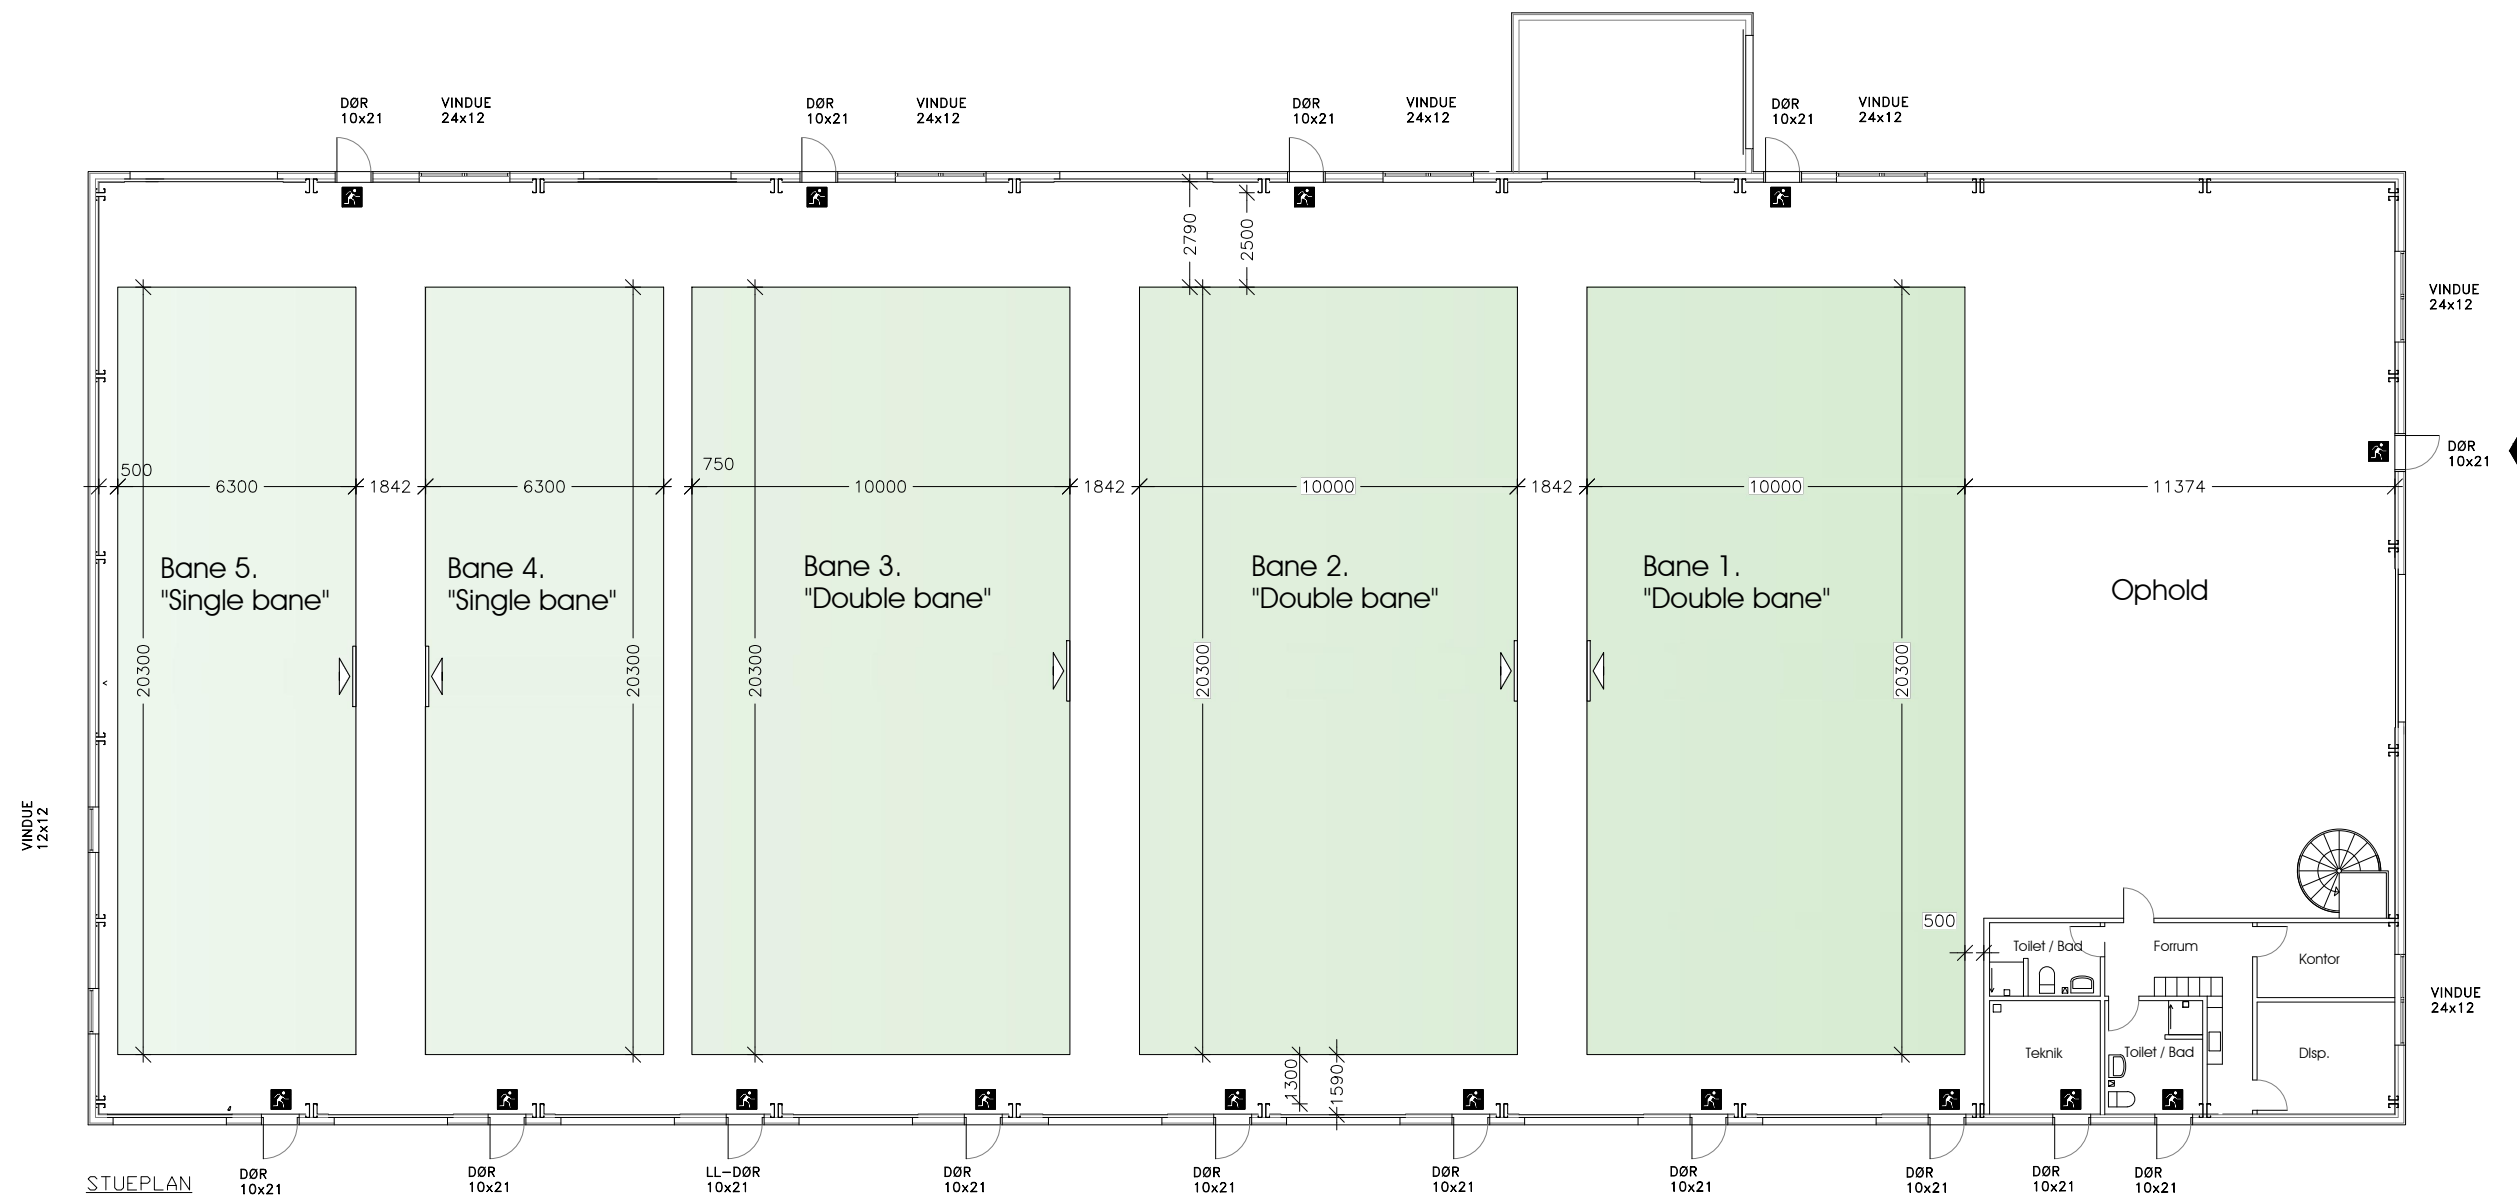 DØR
10x21
VINDUE
24x12
DØR
10x21
VINDUE
24x12
DØR
10x21
VINDUE
24x12
DØR
10x21
VINDUE
24x12
2790
2500
VINDUE
24x12
DØR
10x21
500
6300
1842
6300
750
10000
1842
10000
1842
10000
11374
Bane 5.
"Single bane"
Bane 4.
"Single bane"
Bane 3.
"Double bane"
Bane 2.
"Double bane"
Bane 1.
"Double bane"
Ophold
20300
20300
20300
20300
20300
VINDUE
12x12
500
Toilet / Bad
Forrum
Kontor
VINDUE
24x12
Teknik
Toilet / Bad
DIsp.
1300
1590
STUEPLAN
DØR
10x21
DØR
10x21
LL-DØR
10x21
DØR
10x21
DØR
10x21
DØR
10x21
DØR
10x21
DØR
10x21
DØR
10x21
DØR
10x21